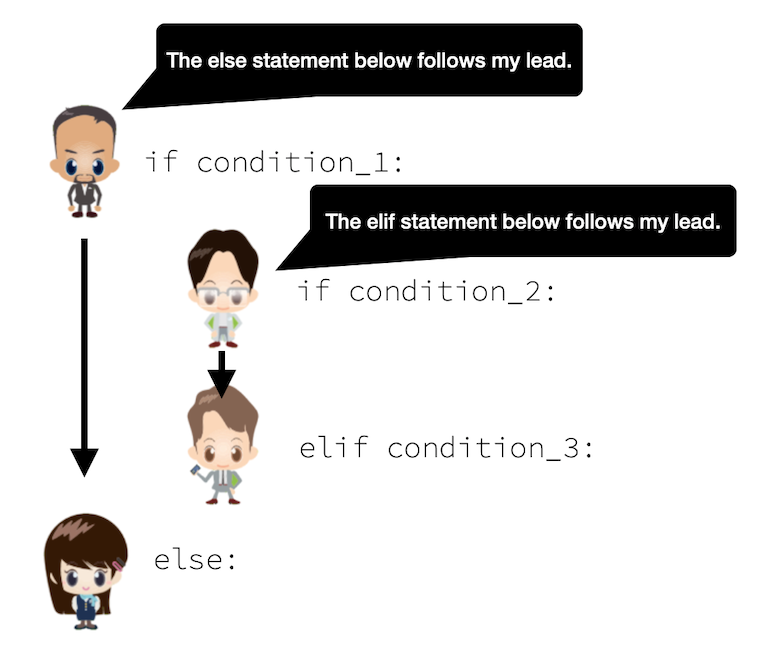 The else statement below follows my lead.
if condition_1:
The elif statement below follows my lead.
if condition_2:
elif condition_3:
else: